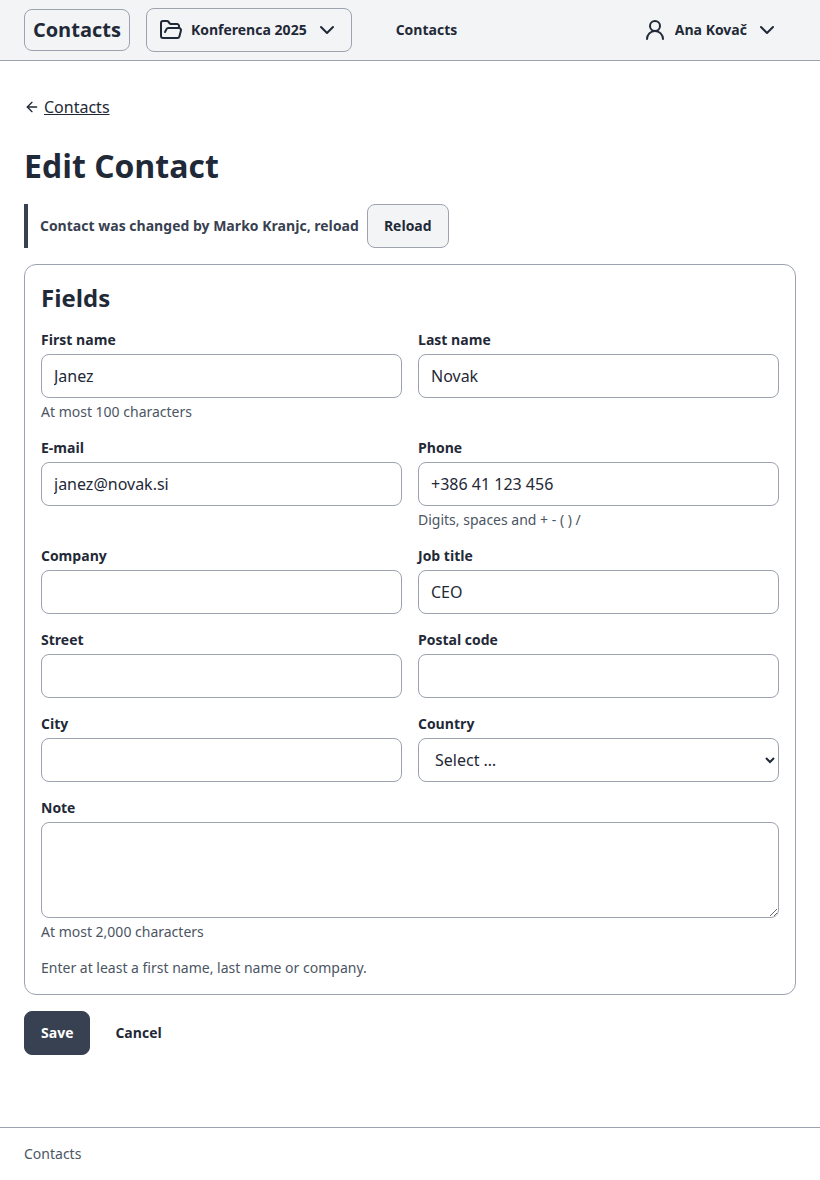 Contacts
Konferenca 2025
Contacts
Ana Kovač
← Contacts
Edit Contact
Contact was changed by Marko Kranjc, reload
Reload
Fields
First name
Last name
Janez
Novak
At most 100 characters
E-mail
Phone
janez@novak.si
+386 41 123 456
Digits, spaces and + - ( ) /
Company
Job title
CEO
Street
Postal code
City
Country
Select ...
Note
At most 2,000 characters
Enter at least a first name, last name or company.
Save
Cancel
Contacts